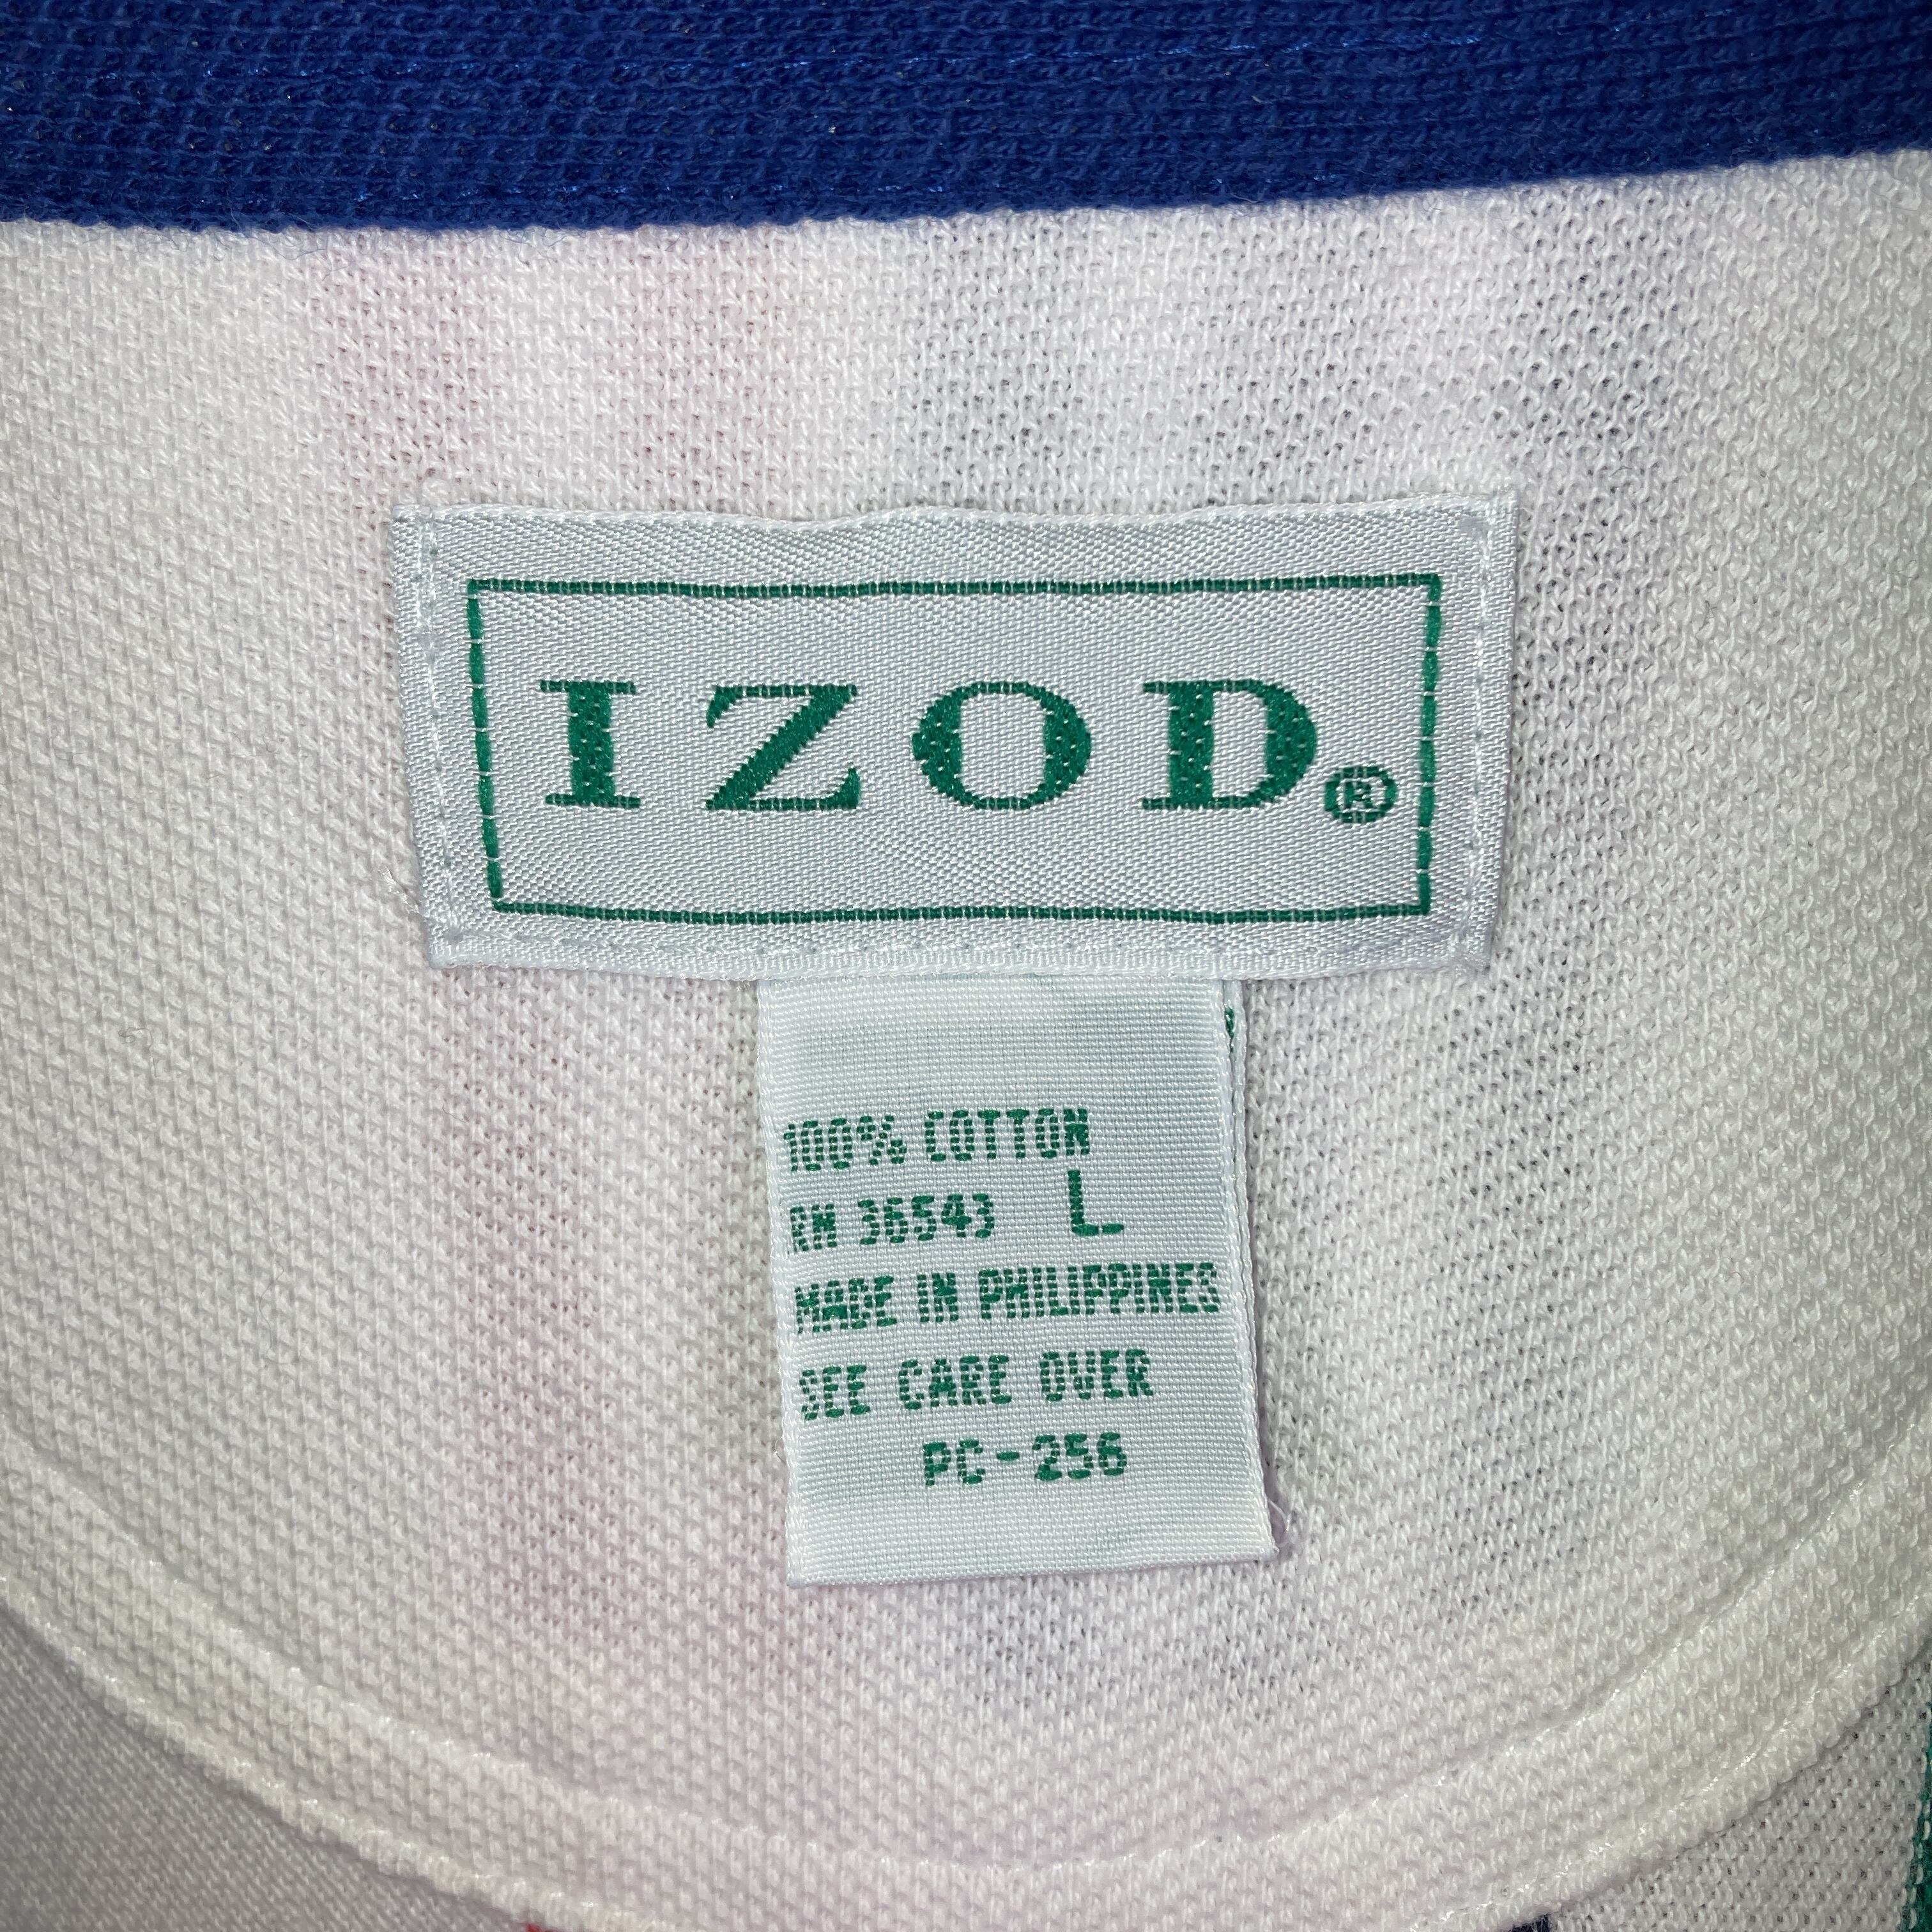 IZOD®
100% COTTON
RN 36543 L
MADE IN PHILIPPINES
SEE CARE OVER
PC-256